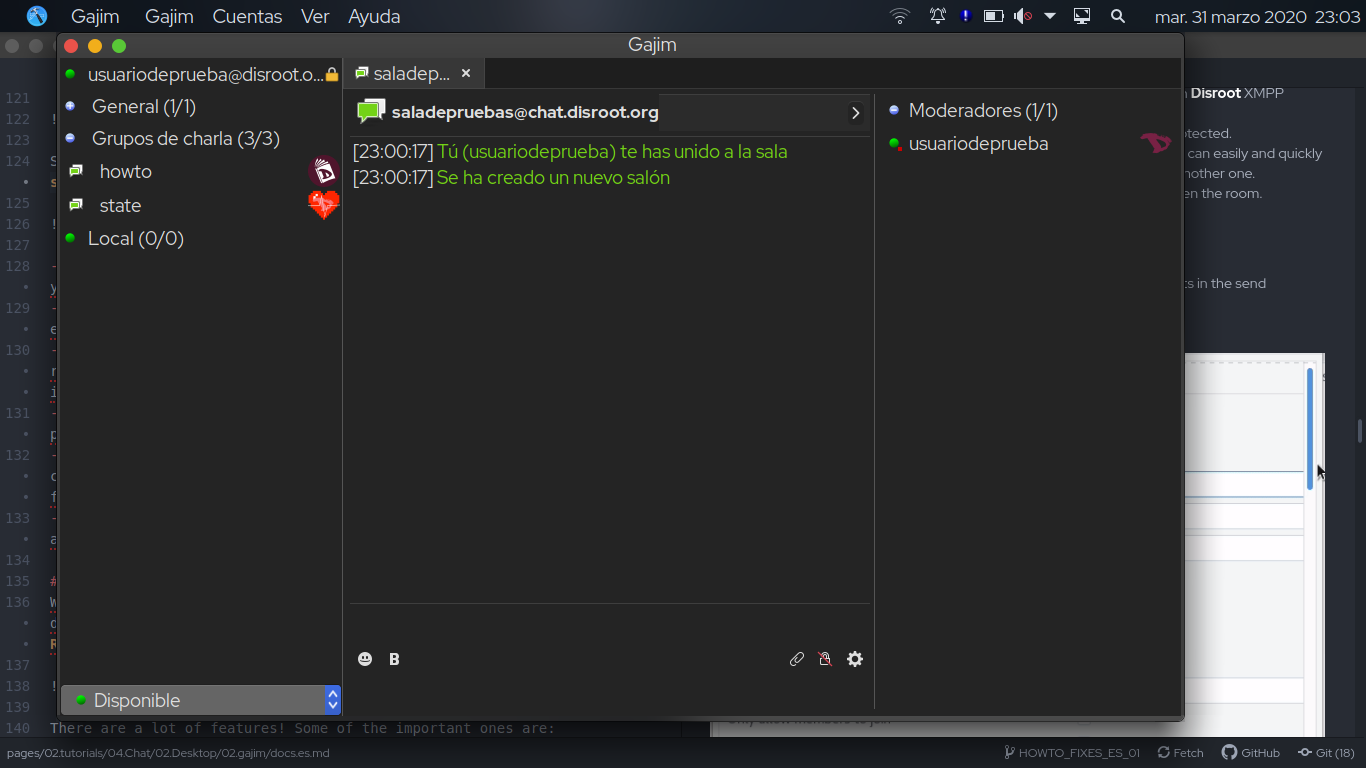 Gajim Gajim Cuentas Ver Ayuda mar. 31 marzo 2020 23:03
Gajim
usuariodeprueba@disroot.o...
General (1/1)
Grupos de charla (3/3)
howto
state
Local (0/0)
Disponible
saladep... ×
saladepruebas@chat.disroot.org
[23:00:17] Tú (usuariodeprueba) te has unido a la sala
[23:00:17] Se ha creado un nuevo salón
B
Moderadores (1/1)
usuariodeprueba
Disroot XMPP
can easily and quickly
the room.
in the send
121
122 !
123
124 S
125
126 !
127
128
129
130
131
132
133
134
135 #
136 W
137
138 !
139
140 There are a lot of features! Some of the important ones are:
pages/02.tutorials/04.Chat/02.Desktop/02.gajim/docs.es.md HOWTO_FIXES_ES_01 Fetch GitHub Git (18)